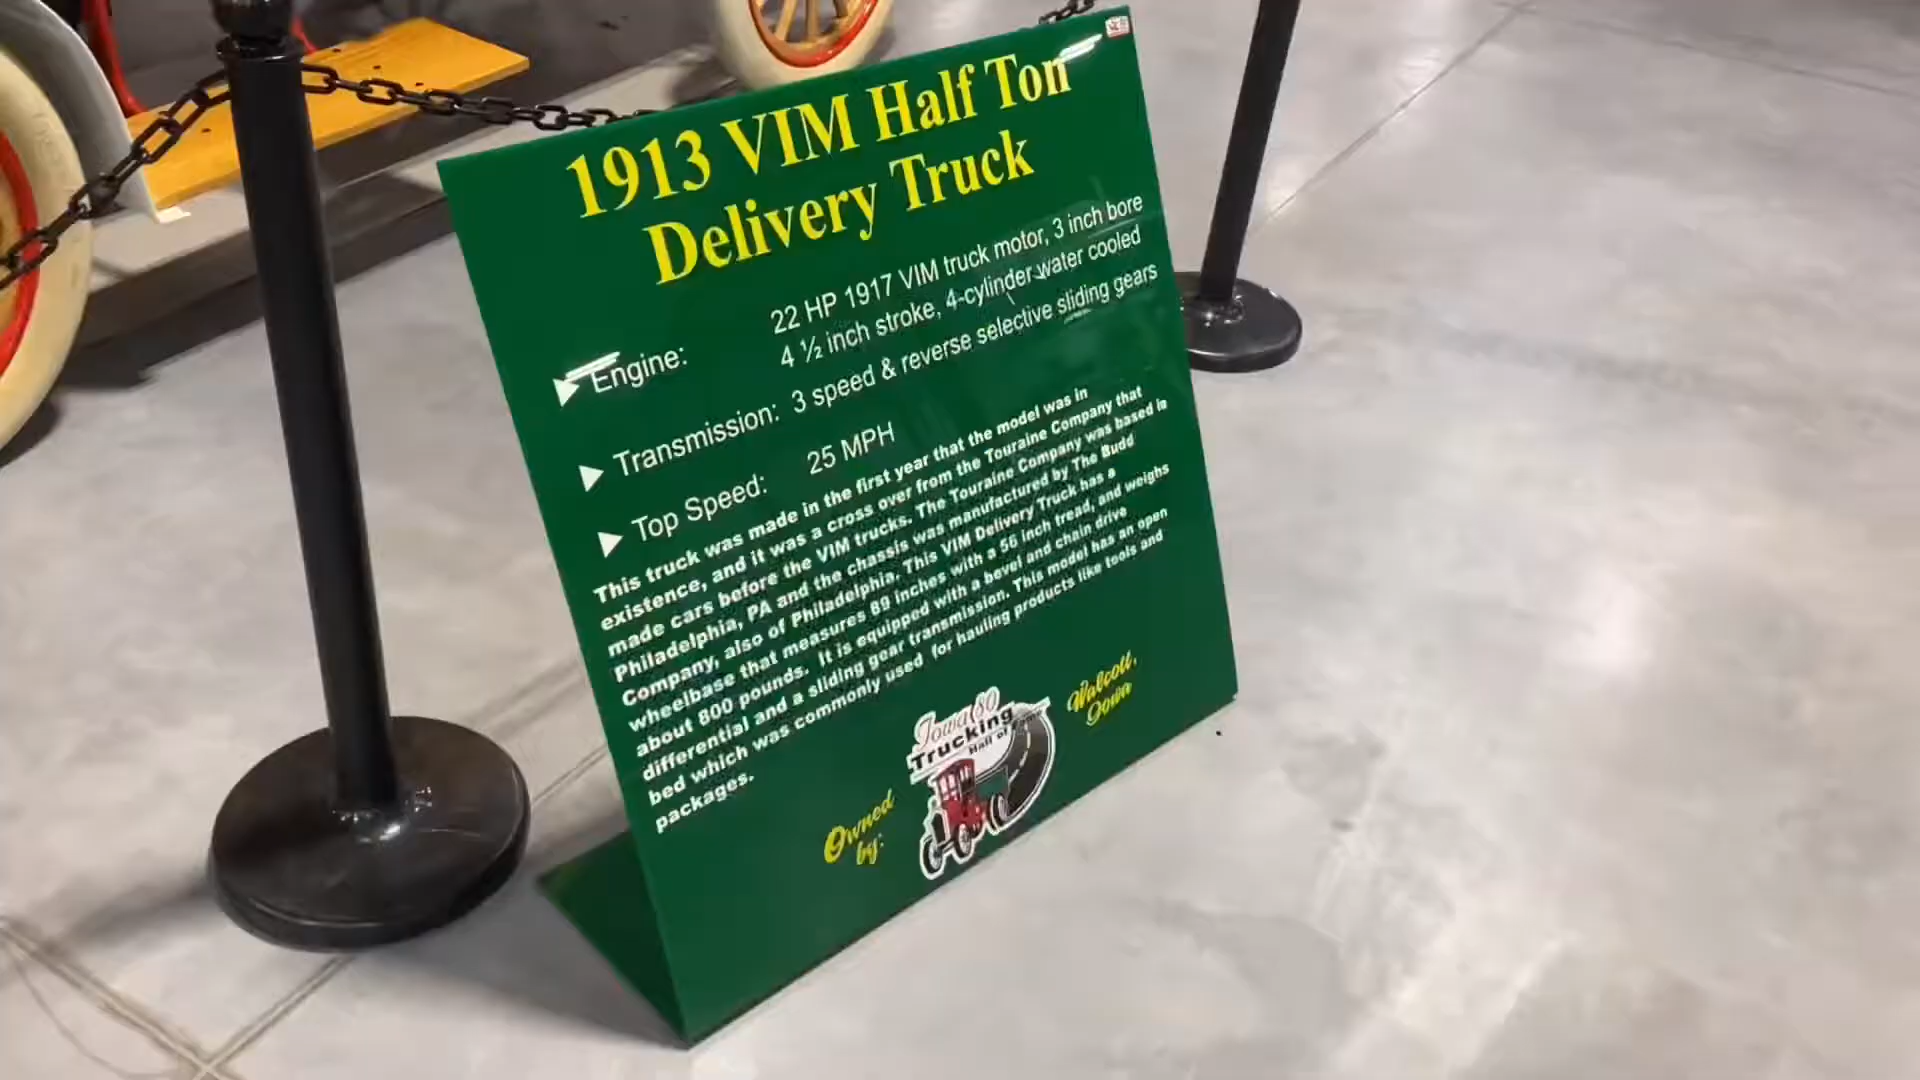 1913 VIM Half Ton
Delivery Truck
Engine: 22 HP 1917 VIM truck motor, 3 inch bore
4 ½ inch stroke, 4-cylinder water cooled
Transmission: 3 speed & reverse selective sliding gears
Top Speed: 25 MPH
This truck was made in the first year that the model was in
existence, and it was a cross over from the Touraine Company that
made cars before the VIM trucks. The Touraine Company was based in
Philadelphia, PA and the chassis was manufactured by The Budd
Company, also of Philadelphia. This VIM Delivery Truck has a
wheelbase that measures 89 inches with a 56 inch tread, and weighs
about 800 pounds. It is equipped with a bevel and chain drive
differential and a sliding gear transmission. This model has an open
bed which was commonly used for hauling products like tools and
packages.
Owned
by:
Iowa 80
Trucking
Hall of Fame
Walcott,
Iowa